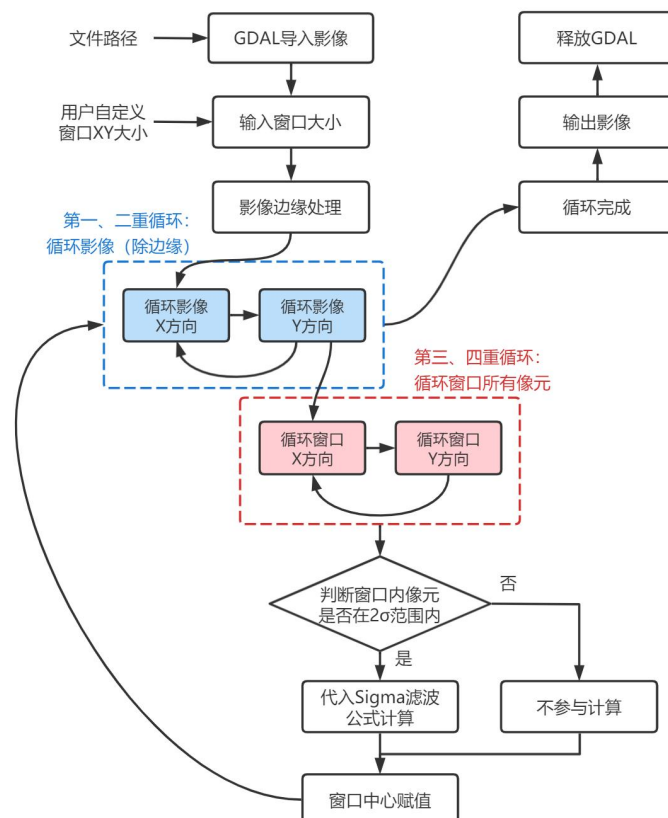 文件路径
GDAL导入影像
释放GDAL
用户自定义
窗口XY大小
输入窗口大小
输出影像
影像边缘处理
循环完成
第一、二重循环：
循环影像（除边缘）
循环影像
X方向
循环影像
Y方向
第三、四重循环：
循环窗口所有像元
循环窗口
X方向
循环窗口
Y方向
判断窗口内像元
是否在2σ范围内
否
是
代入Sigma滤波
公式计算
不参与计算
窗口中心赋值